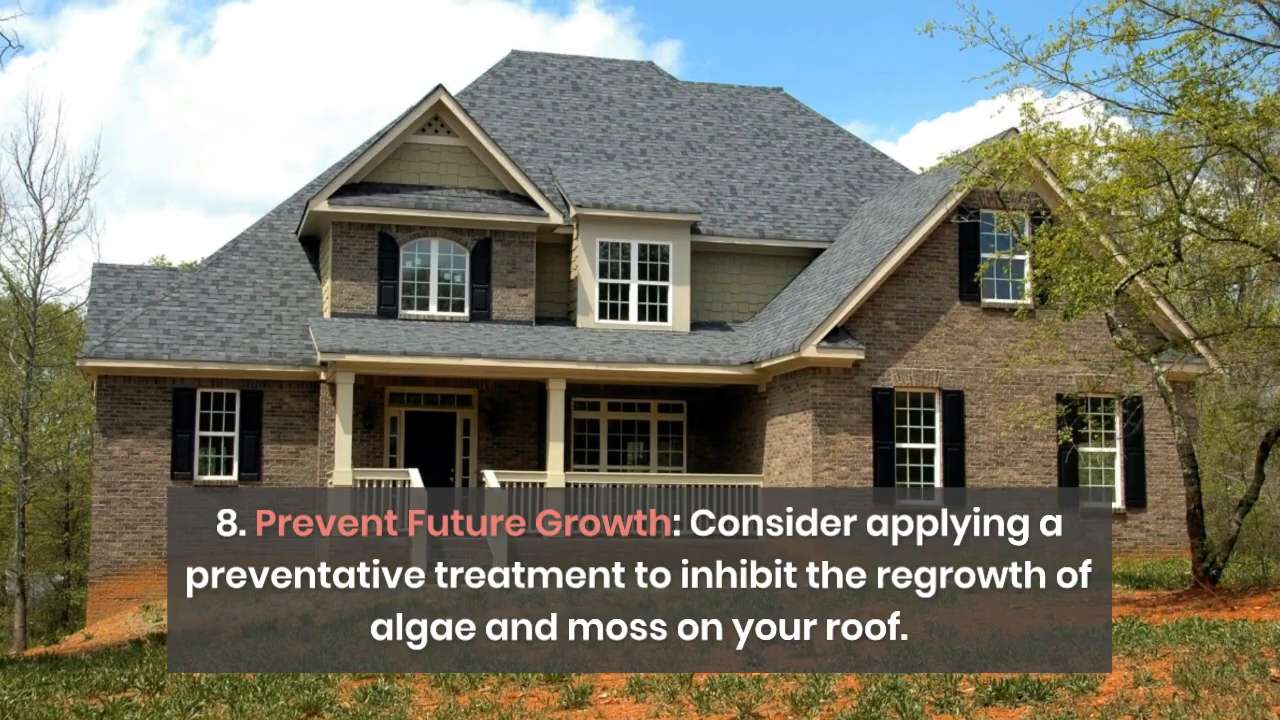 8. Prevent Future Growth: Consider applying a
preventative treatment to inhibit the regrowth of
algae and moss on your roof.